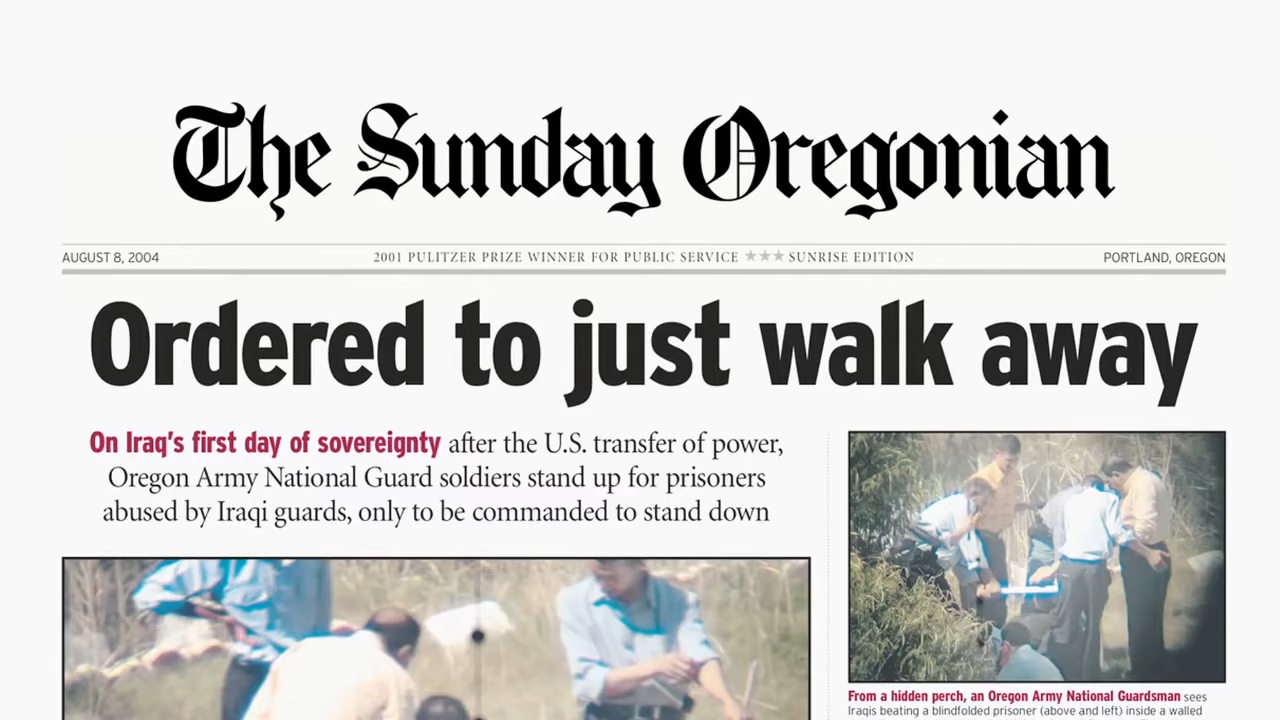 The Sunday Oregonian
AUGUST 8, 2004
2001 PULITZER PRIZE WINNER FOR PUBLIC SERVICE ★★★ SUNRISE EDITION
PORTLAND, OREGON
Ordered to just walk away
On Iraq's first day of sovereignty after the U.S. transfer of power,
Oregon Army National Guard soldiers stand up for prisoners
abused by Iraqi guards, only to be commanded to stand down
From a hidden perch, an Oregon Army National Guardsman sees
Iraqis beating a blindfolded prisoner (above and left) inside a walled